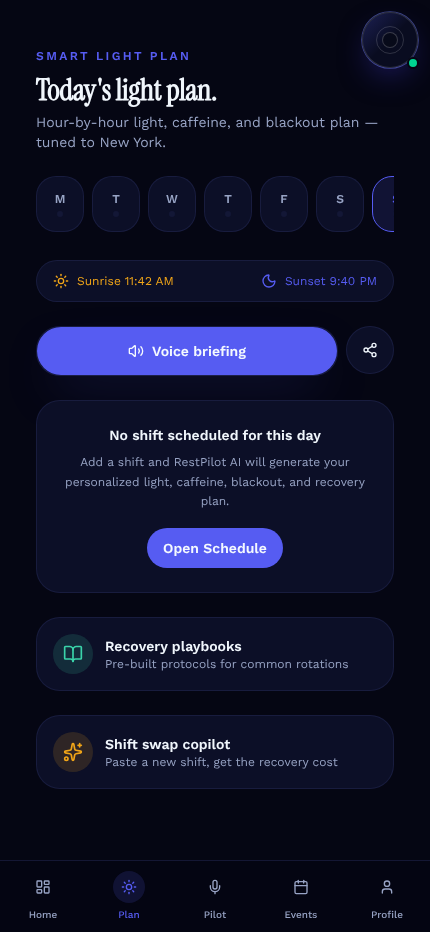 SMART LIGHT PLAN
Today's light plan.
Hour-by-hour light, caffeine, and blackout plan —
tuned to New York.
M T W T F S
Sunrise 11:42 AM Sunset 9:40 PM
Voice briefing
No shift scheduled for this day
Add a shift and RestPilot AI will generate your
personalized light, caffeine, blackout, and recovery
plan.
Open Schedule
Recovery playbooks
Pre-built protocols for common rotations
Shift swap copilot
Paste a new shift, get the recovery cost
Home Plan Pilot Events Profile